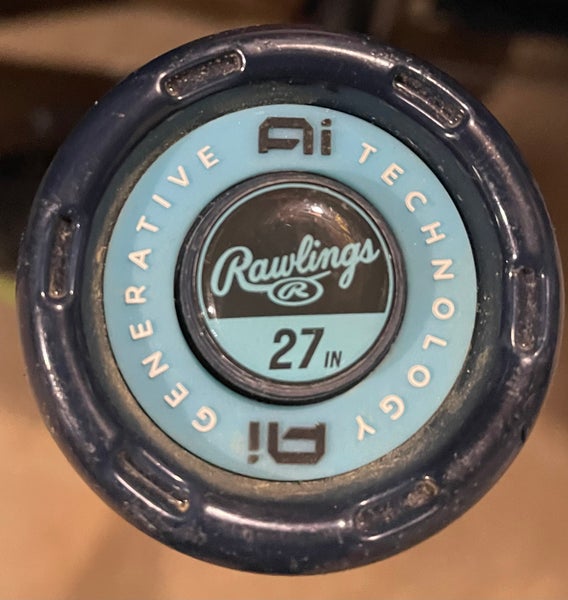 Ai
GENERATIVE
TECHNOLOGY
Rawlings
R
27 IN
Ai